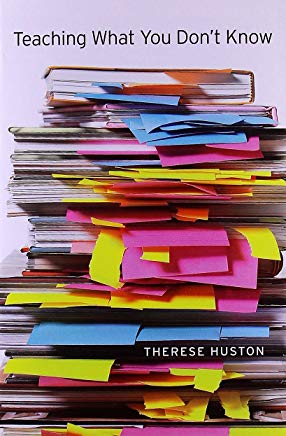 Teaching What You Don't Know
THERESE HUSTON